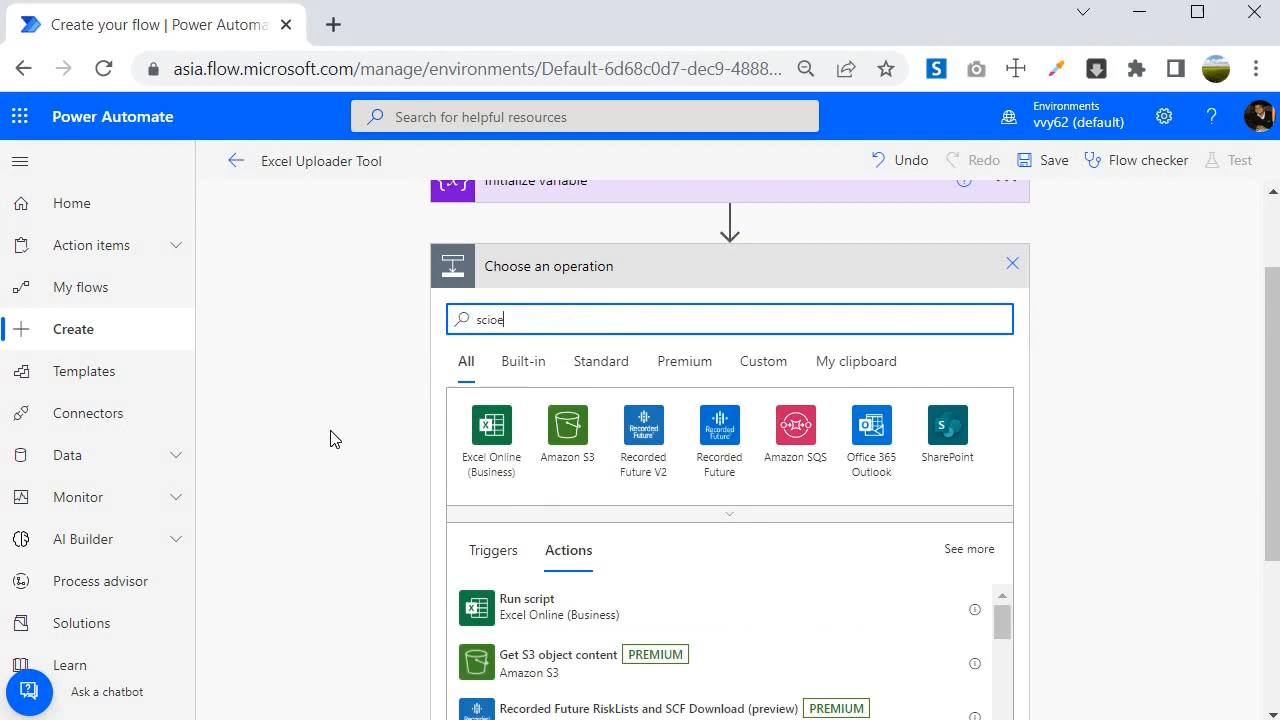 Create your flow | Power Automa
asia.flow.microsoft.com/manage/environments/Default-6d68c0d7-dec9-4888...
Power Automate
Search for helpful resources
Environments
vvy62 (default)
Excel Uploader Tool
Undo
Redo
Save
Flow checker
Test
Home
Action items
My flows
Create
Templates
Connectors
Data
Monitor
AI Builder
Process advisor
Solutions
Learn
Ask a chatbot
Initialize variable
Choose an operation
scioe
All
Built-in
Standard
Premium
Custom
My clipboard
Excel Online
(Business)
Amazon S3
Recorded
Future V2
Recorded
Future
Amazon SQS
Office 365
Outlook
SharePoint
Triggers
Actions
See more
Run script
Excel Online (Business)
Get S3 object content PREMIUM
Amazon S3
Recorded Future RiskLists and SCF Download (preview) PREMIUM